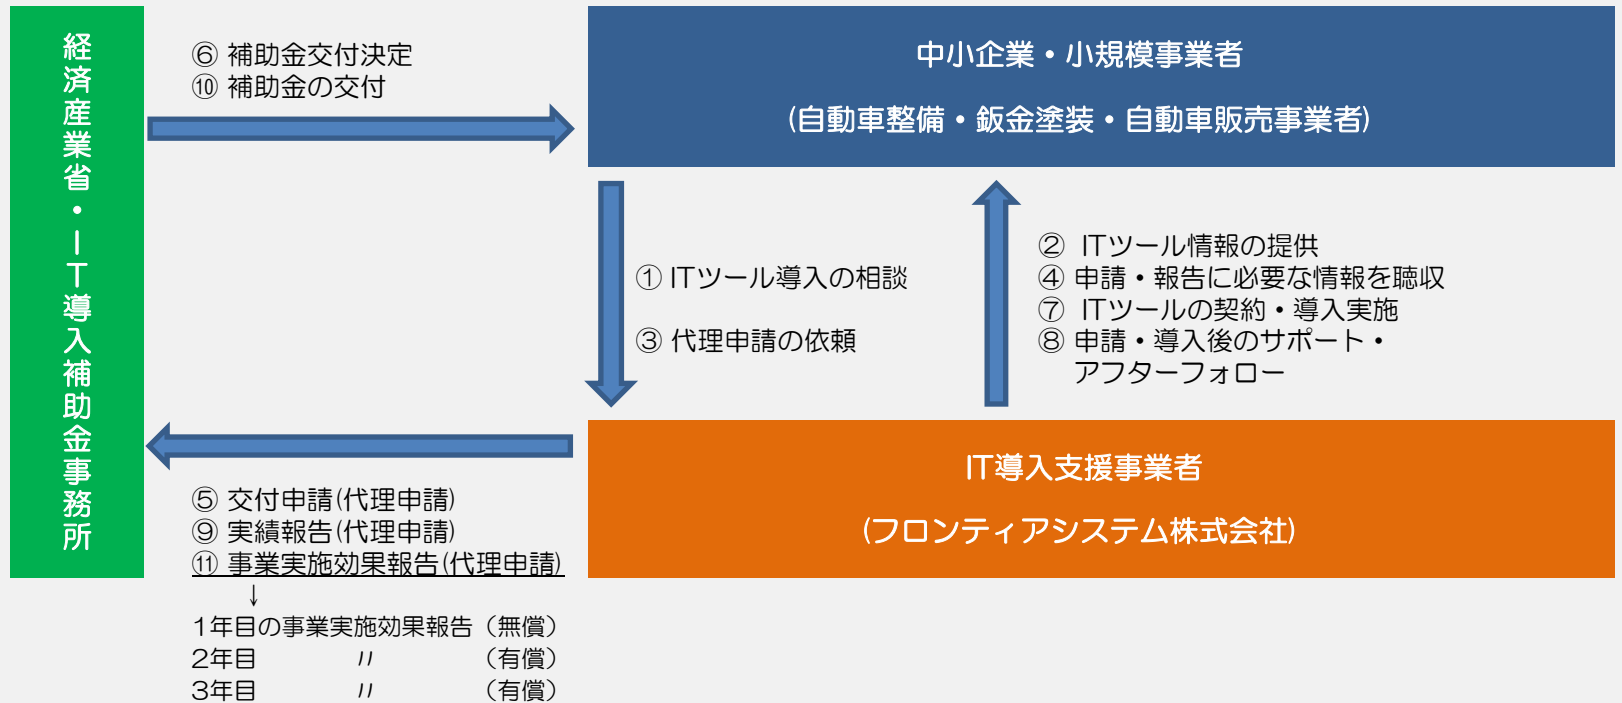 経済産業省・IT導入補助金事務所
⑥ 補助金交付決定
⑩ 補助金の交付
中小企業・小規模事業者
(自動車整備・鈑金塗装・自動車販売事業者)
① ITツール導入の相談
③ 代理申請の依頼
② ITツール情報の提供
④ 申請・報告に必要な情報を聴収
⑦ ITツールの契約・導入実施
⑧ 申請・導入後のサポート・
アフターフォロー
IT導入支援事業者
(フロンティアシステム株式会社)
⑤ 交付申請(代理申請)
⑨ 実績報告(代理申請)
⑪ 事業実施効果報告(代理申請)
↓
1年目の事業実施効果報告（無償）
2年目 〃 （有償）
3年目 〃 （有償）